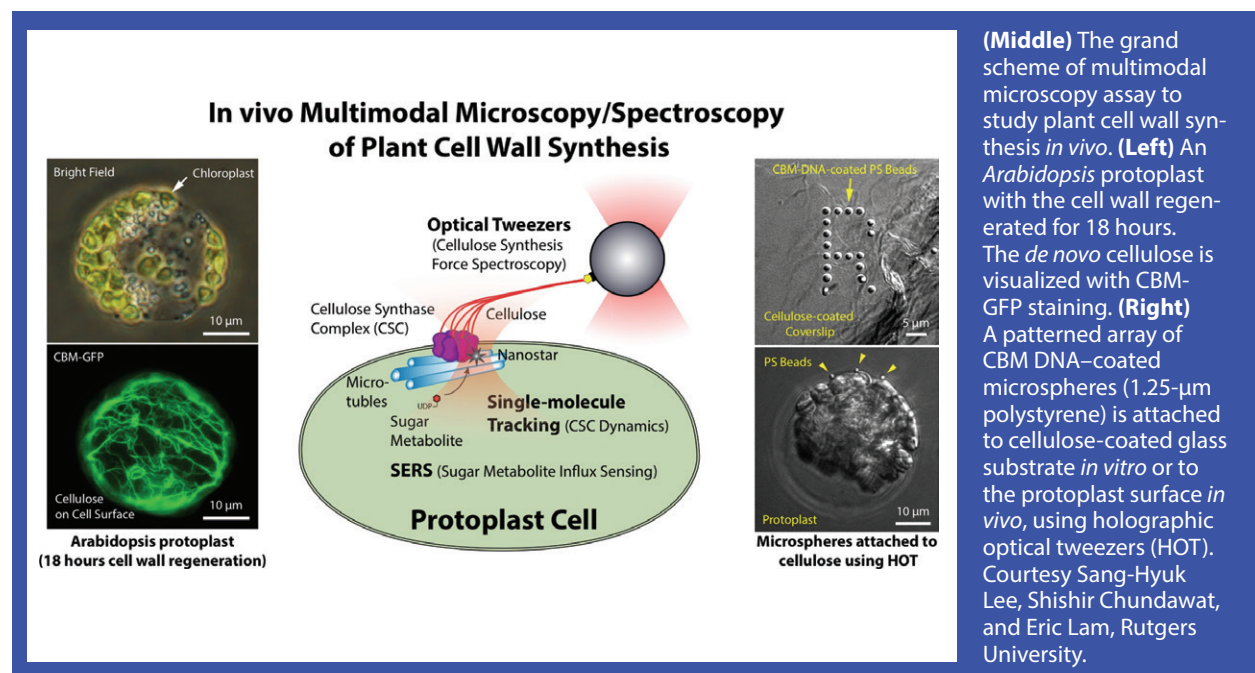 In vivo Multimodal Microscopy/Spectroscopy
of Plant Cell Wall Synthesis
Bright Field
Chloroplast
10 µm
CBM-GFP
Cellulose
on Cell Surface
10 µm
Arabidopsis protoplast
(18 hours cell wall regeneration)
Optical Tweezers
(Cellulose Synthesis
Force Spectroscopy)
Cellulose Synthase
Complex (CSC)
Cellulose
Nanostar
Micro-
tubles
UDP
Sugar
Metabolite
Single-molecule
Tracking (CSC Dynamics)
SERS (Sugar Metabolite Influx Sensing)
Protoplast Cell
CBM-DNA-coated PS Beads
Cellulose-coated
Coverslip
5 µm
PS Beads
Protoplast
10 µm
Microspheres attached to
cellulose using HOT
(Middle) The grand
scheme of multimodal
microscopy assay to
study plant cell wall syn-
thesis in vivo. (Left) An
Arabidopsis protoplast
with the cell wall regen-
erated for 18 hours.
The de novo cellulose is
visualized with CBM-
GFP staining. (Right)
A patterned array of
CBM DNA–coated
microspheres (1.25-µm
polystyrene) is attached
to cellulose-coated glass
substrate in vitro or to
the protoplast surface in
vivo, using holographic
optical tweezers (HOT).
Courtesy Sang-Hyuk
Lee, Shishir Chundawat,
and Eric Lam, Rutgers
University.